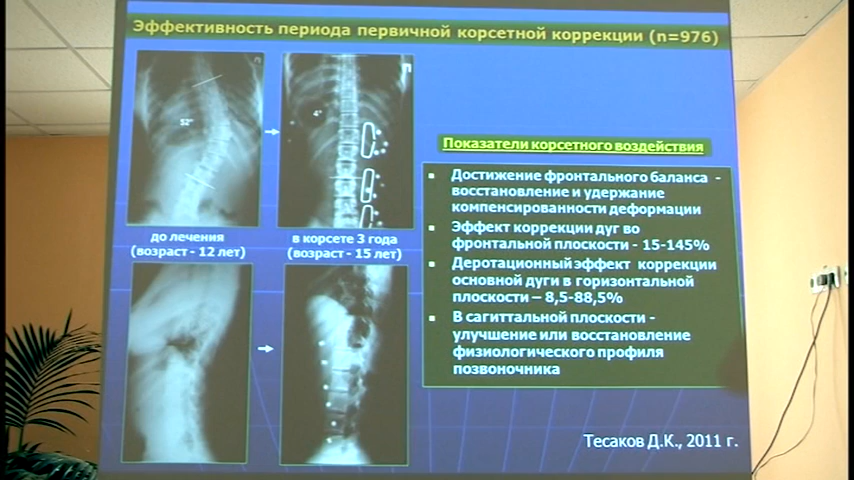 Эффективность периода первичной корсетной коррекции (n=976)
52°
4°
П
до лечения
(возраст - 12 лет)
в корсете 3 года
(возраст - 15 лет)
Показатели корсетного воздействия
Достижение фронтального баланса -
восстановление и удержание
компенсированности деформации
Эффект коррекции дуг во
фронтальной плоскости - 15-145%
Деротационный эффект коррекции
основной дуги в горизонтальной
плоскости – 8,5-88,5%
В сагиттальной плоскости -
улучшение или восстановление
физиологического профиля
позвоночника
Тесаков Д.К., 2011 г.